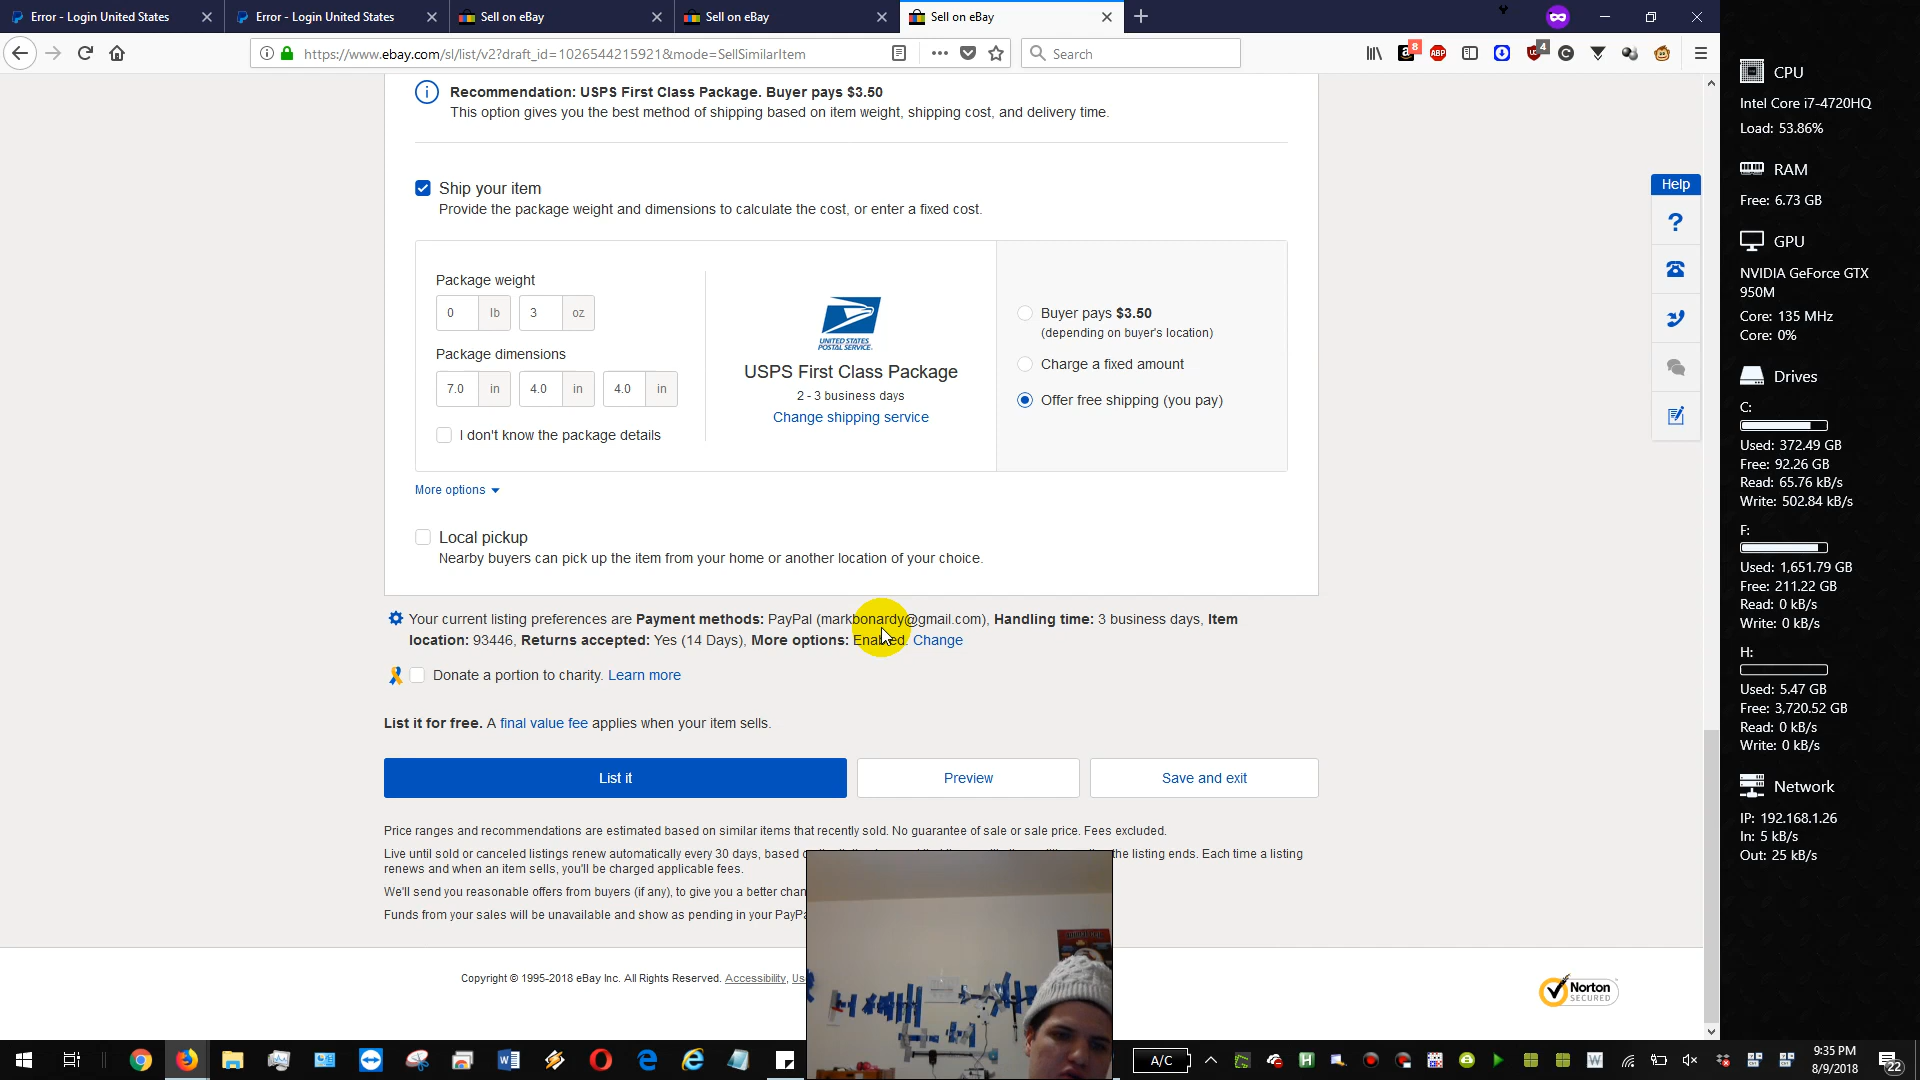 Error - Login United States
Error - Login United States
Sell on eBay
Sell on eBay
Sell on eBay
https://www.ebay.com/sl/list/v2?draft_id=1026544215921&mode=SellSimilarItem
Search
8
ABP
4
Recommendation: USPS First Class Package. Buyer pays $3.50
This option gives you the best method of shipping based on item weight, shipping cost, and delivery time.
Ship your item
Provide the package weight and dimensions to calculate the cost, or enter a fixed cost.
Package weight
0 lb 3 oz
Package dimensions
7.0 in 4.0 in 4.0 in
I don't know the package details
UNITED STATES
POSTAL SERVICE.
USPS First Class Package
2 - 3 business days
Change shipping service
Buyer pays $3.50
(depending on buyer's location)
Charge a fixed amount
Offer free shipping (you pay)
More options
Local pickup
Nearby buyers can pick up the item from your home or another location of your choice.
Your current listing preferences are Payment methods: PayPal (markbonardy@gmail.com), Handling time: 3 business days, Item
location: 93446, Returns accepted: Yes (14 Days), More options: Enabled. Change
Donate a portion to charity. Learn more
List it for free. A final value fee applies when your item sells.
List it
Preview
Save and exit
Price ranges and recommendations are estimated based on similar items that recently sold. No guarantee of sale or sale price. Fees excluded.
Live until sold or canceled listings renew automatically every 30 days, based the listing ends. Each time a listing
renews and when an item sells, you'll be charged applicable fees.
We'll send you reasonable offers from buyers (if any), to give you a better
Funds from your sales will be unavailable and show as pending in your
Copyright © 1995-2018 eBay Inc. All Rights Reserved. Accessibility,
Norton
SECURED
Help
?
CPU
Intel Core i7-4720HQ
Load: 53.86%
RAM
Free: 6.73 GB
GPU
NVIDIA GeForce GTX
950M
Core: 135 MHz
Core: 0%
Drives
C:
Used: 372.49 GB
Free: 92.26 GB
Read: 65.76 kB/s
Write: 502.84 kB/s
F:
Used: 1,651.79 GB
Free: 211.22 GB
Read: 0 kB/s
Write: 0 kB/s
H:
Used: 5.47 GB
Free: 3,720.52 GB
Read: 0 kB/s
Write: 0 kB/s
Network
IP: 192.168.1.26
In: 5 kB/s
Out: 25 kB/s
A/C
9:35 PM
8/9/2018
22